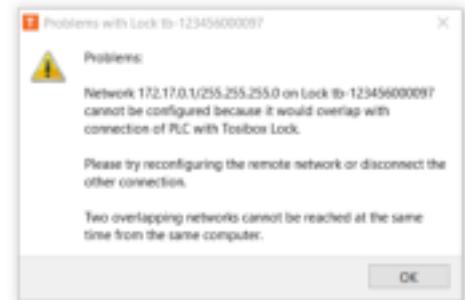 T Problems with Lock tb-123456000097
Problems:
Network 172.17.0.1/255.255.255.0 on Lock tb-123456000097
cannot be configured because it would overlap with
connection of PLC with Tosibox Lock.
Please try reconfiguring the remote network or disconnect the
other connection.
Two overlapping networks cannot be reached at the same
time from the same computer.
OK